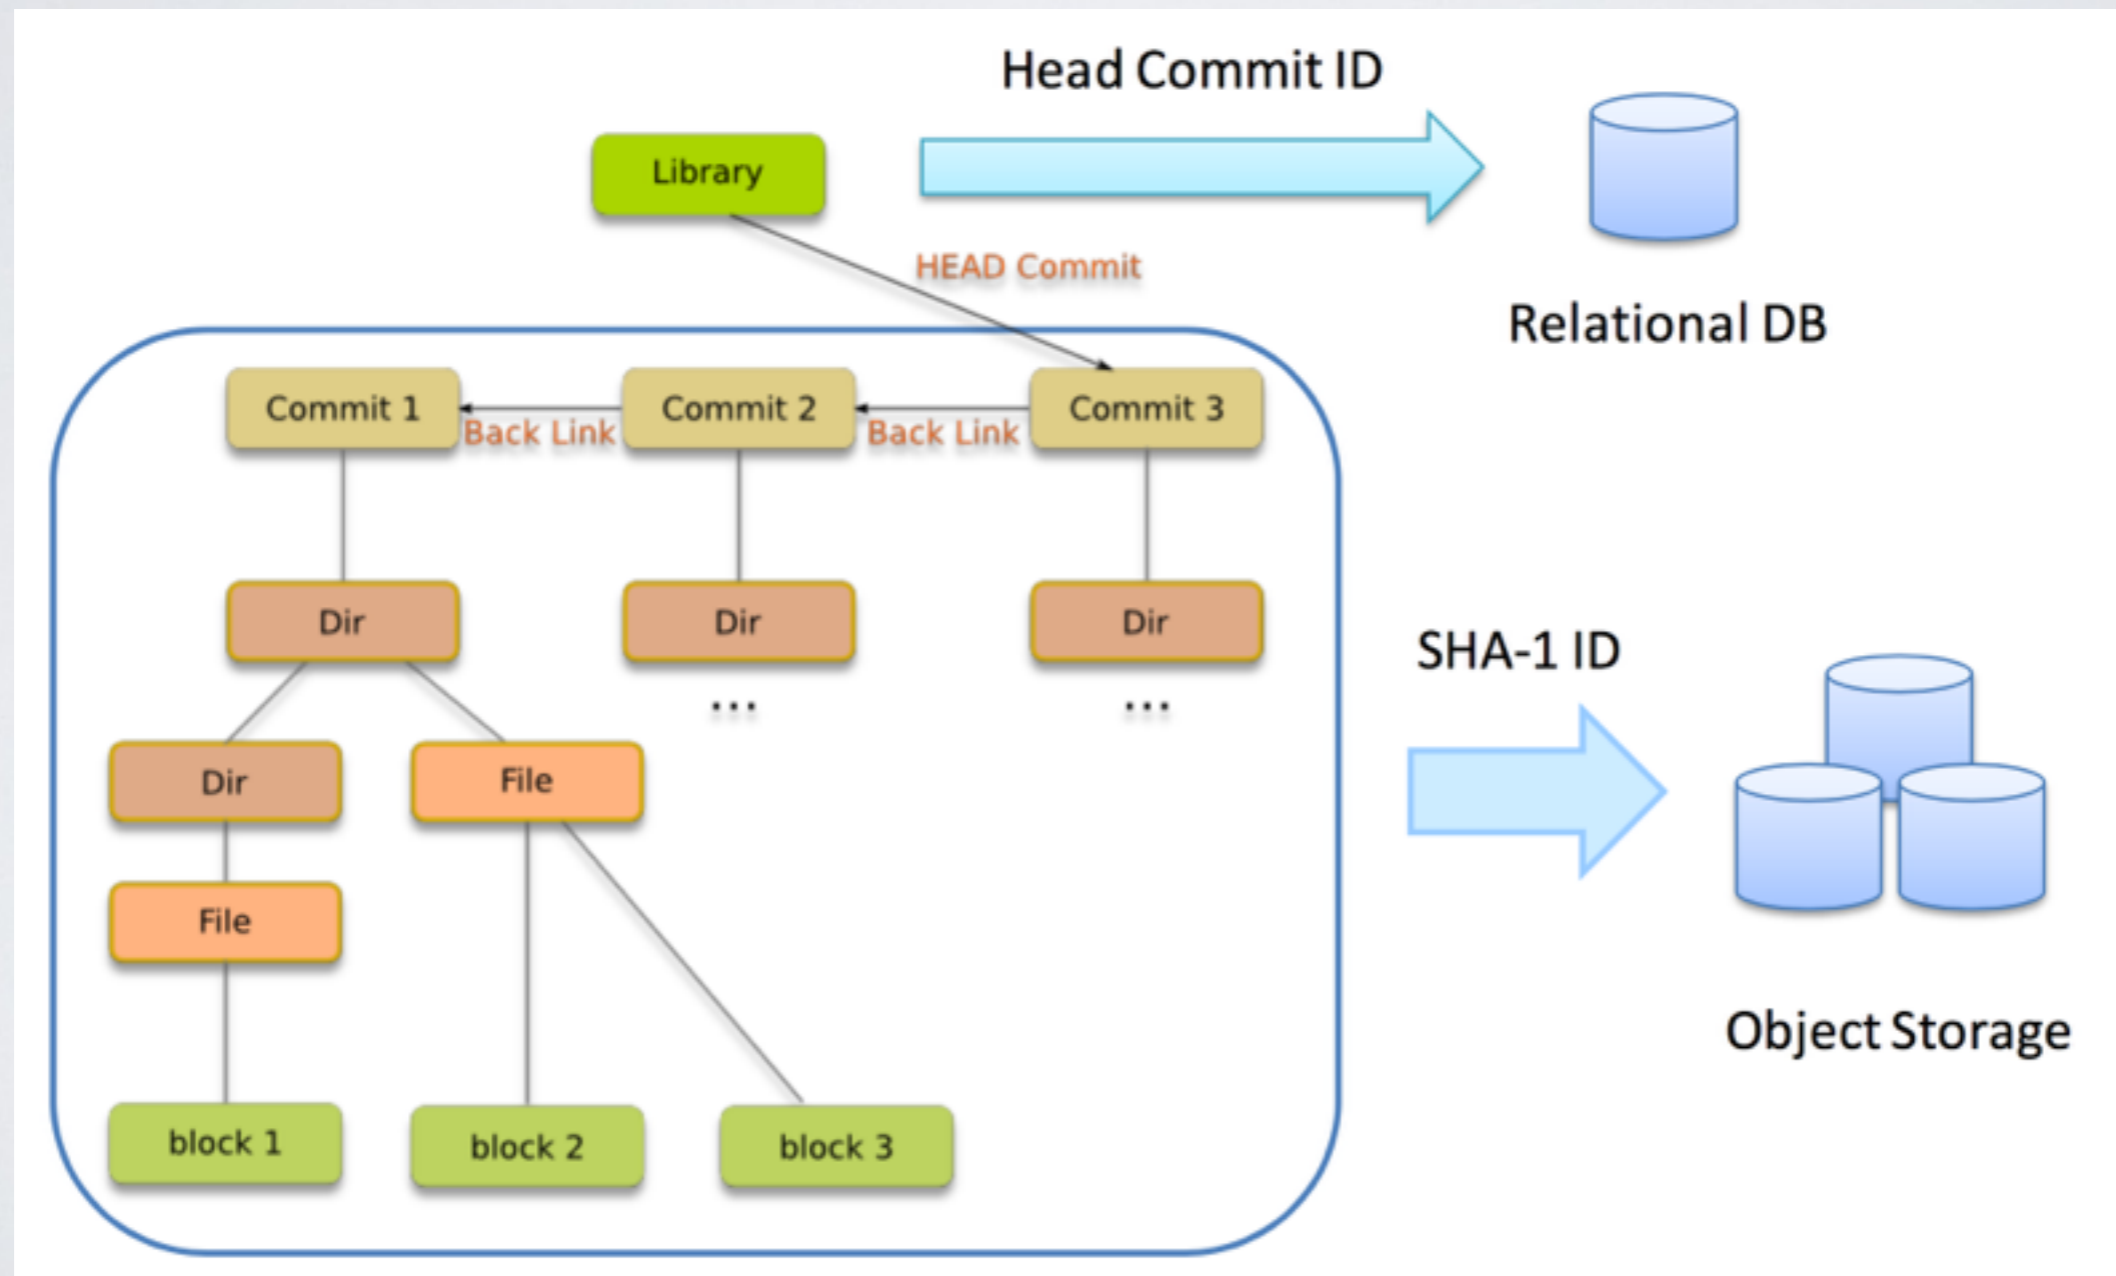 Head Commit ID
Library
HEAD Commit
Relational DB
Commit 1
Back Link
Commit 2
Back Link
Commit 3
Dir
Dir
Dir
SHA-1 ID
...
...
Dir
File
File
Object Storage
block 1
block 2
block 3